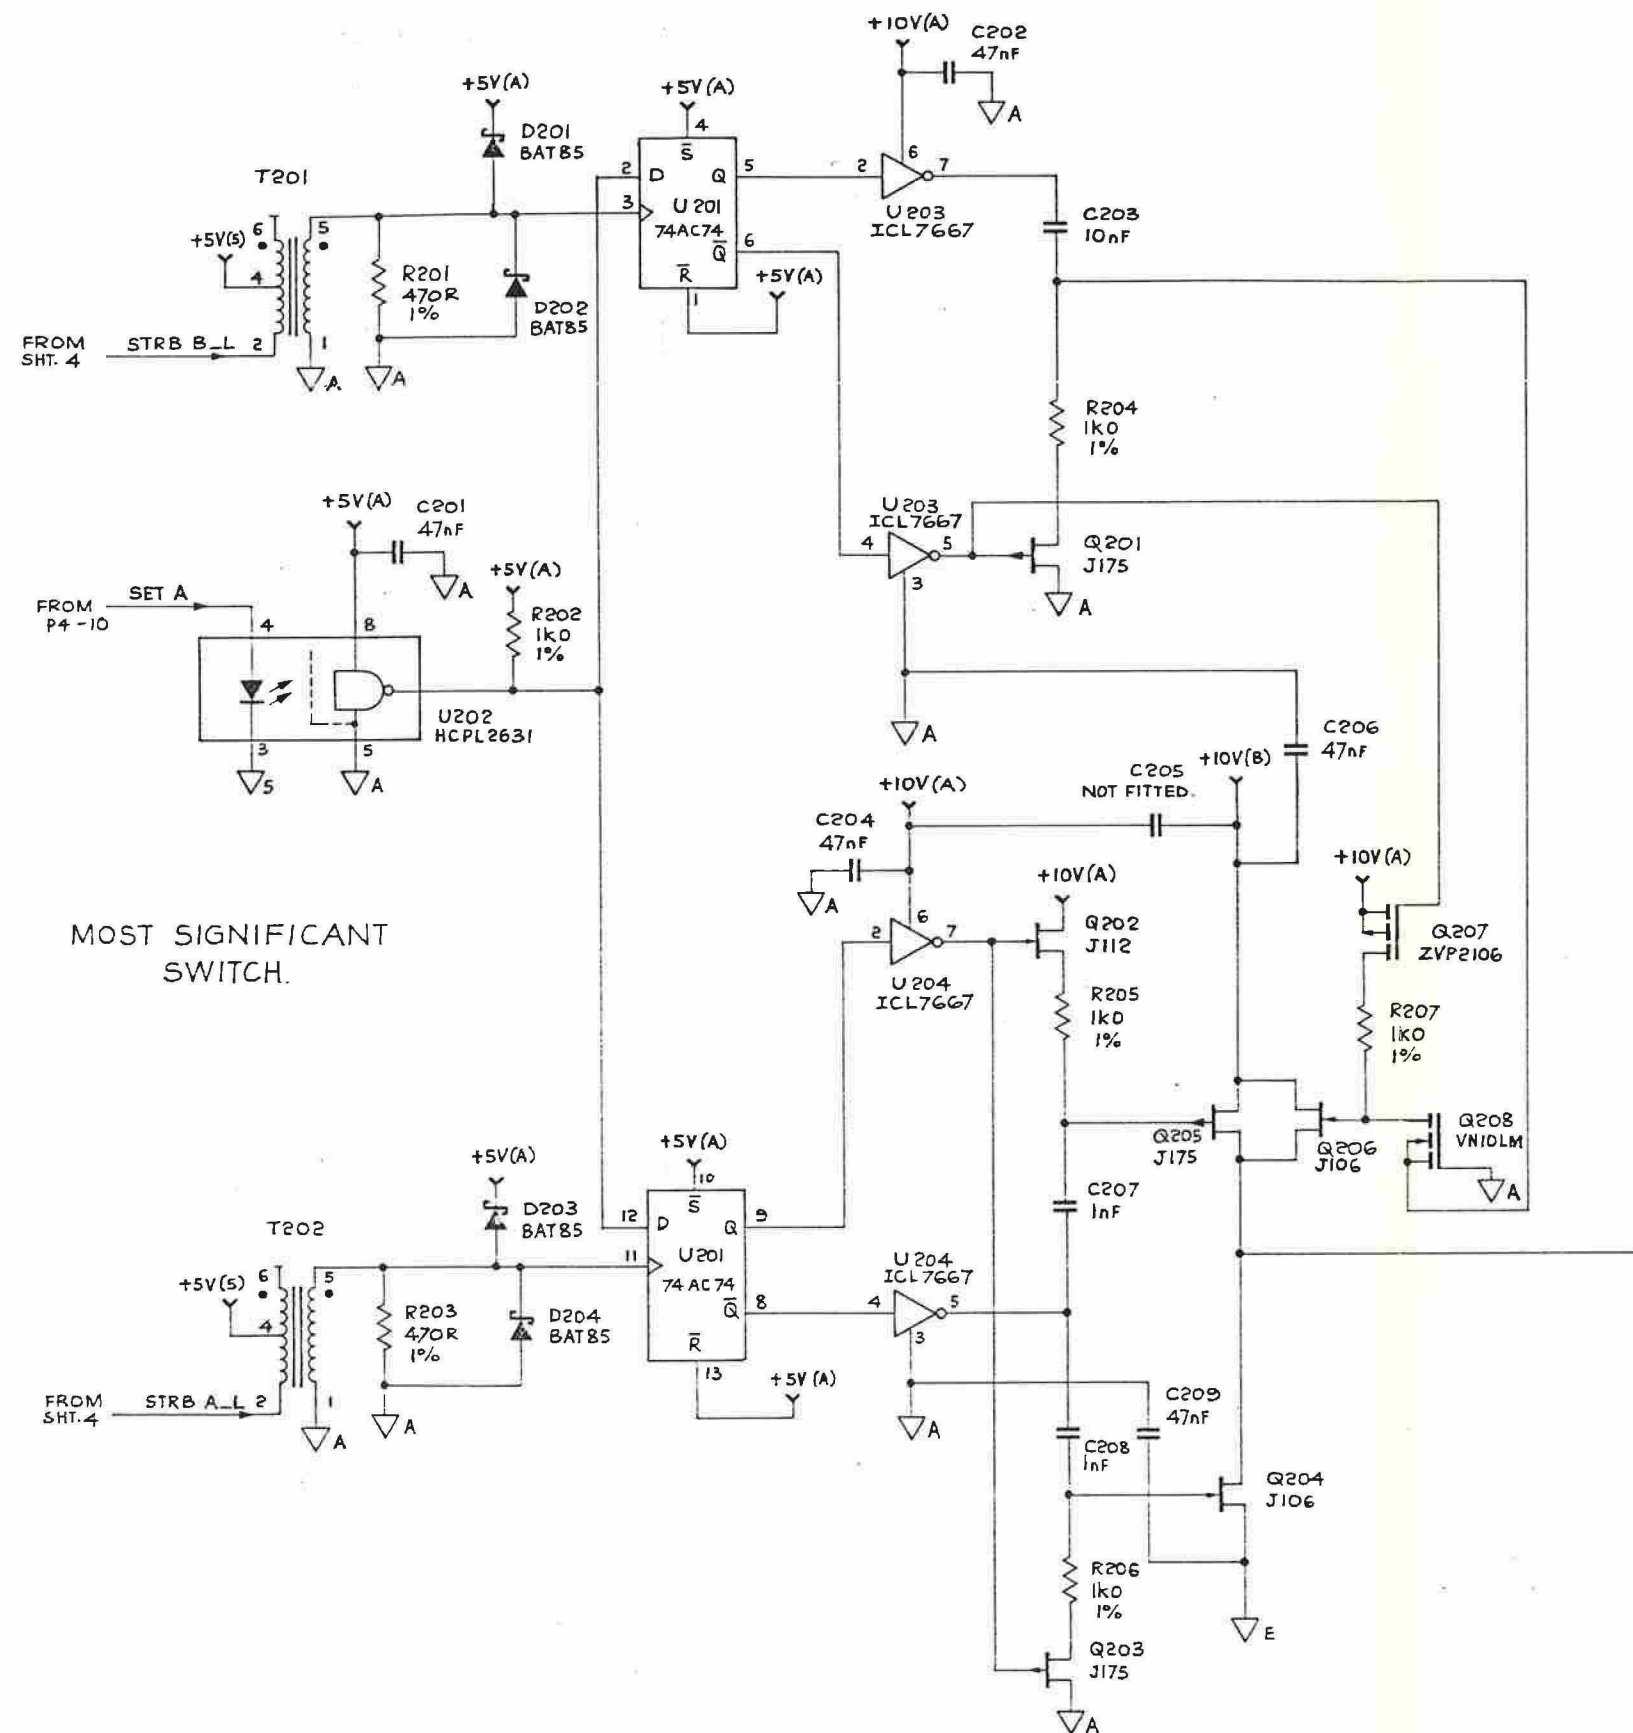 +10V(A)
C202
47nF
A
+5V(A)
D201
BAT85
+5V(A)
4
S̅
2
D
Q
5
3
U201
74AC74
Q̅
6
R̅
1
+5V(A)
2
6
7
U203
ICL7667
C203
10nF
T201
6
5
+5V(5)
4
R201
470R
1%
D202
BAT85
FROM
SHT. 4
STRB B_L
2
1
A
A
R204
1k0
1%
U203
ICL7667
4
5
3
Q201
J175
A
+5V(A)
C201
47nF
A
+5V(A)
R202
1k0
1%
FROM
P4-10
SET A
4
8
U202
HCPL2631
3
5
5
A
A
C206
47nF
+10V(B)
C205
NOT FITTED.
+10V(A)
C204
47nF
A
+10V(A)
+10V(A)
2
6
7
U204
ICL7667
Q202
J112
Q207
ZVP2106
MOST SIGNIFICANT
SWITCH.
R205
1k0
1%
R207
1k0
1%
Q205
J175
Q206
J106
Q208
VN10LM
A
+5V(A)
10
S̅
12
D
Q
9
11
U201
74AC74
Q̅
8
R̅
13
+5V(A)
+5V(A)
D203
BAT85
T202
6
5
+5V(5)
4
R203
470R
1%
D204
BAT85
FROM
SHT. 4
STRB A_L
2
1
A
A
C207
1nF
U204
ICL7667
4
5
3
A
C209
47nF
C208
1nF
Q204
J106
R206
1k0
1%
E
Q203
J175
A